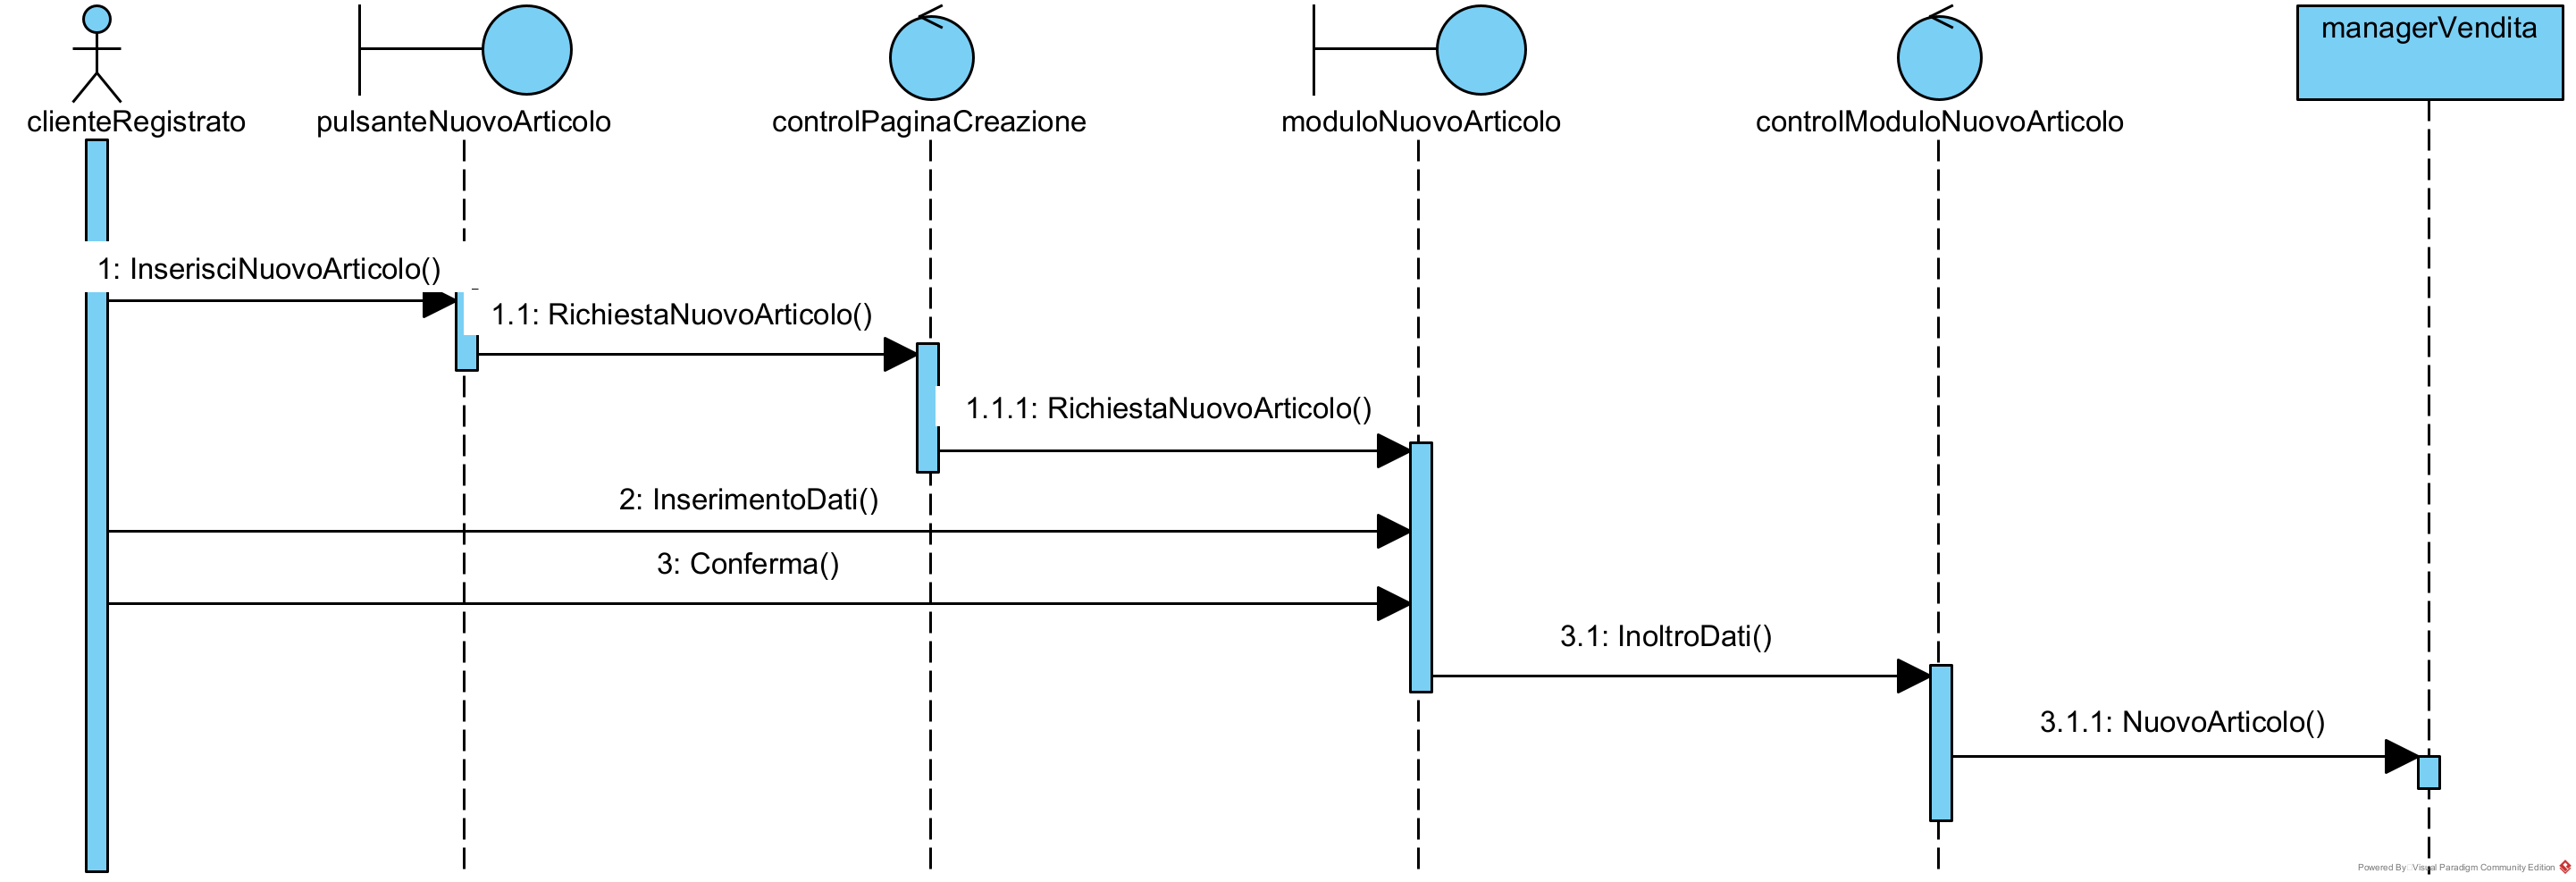 clienteRegistrato
pulsanteNuovoArticolo
controlPaginaCreazione
moduloNuovoArticolo
controlModuloNuovoArticolo
managerVendita
1: InserisciNuovoArticolo()
1.1: RichiestaNuovoArticolo()
1.1.1: RichiestaNuovoArticolo()
2: InserimentoDati()
3: Conferma()
3.1: InoltroDati()
3.1.1: NuovoArticolo()
Powered By Visual Paradigm Community Edition